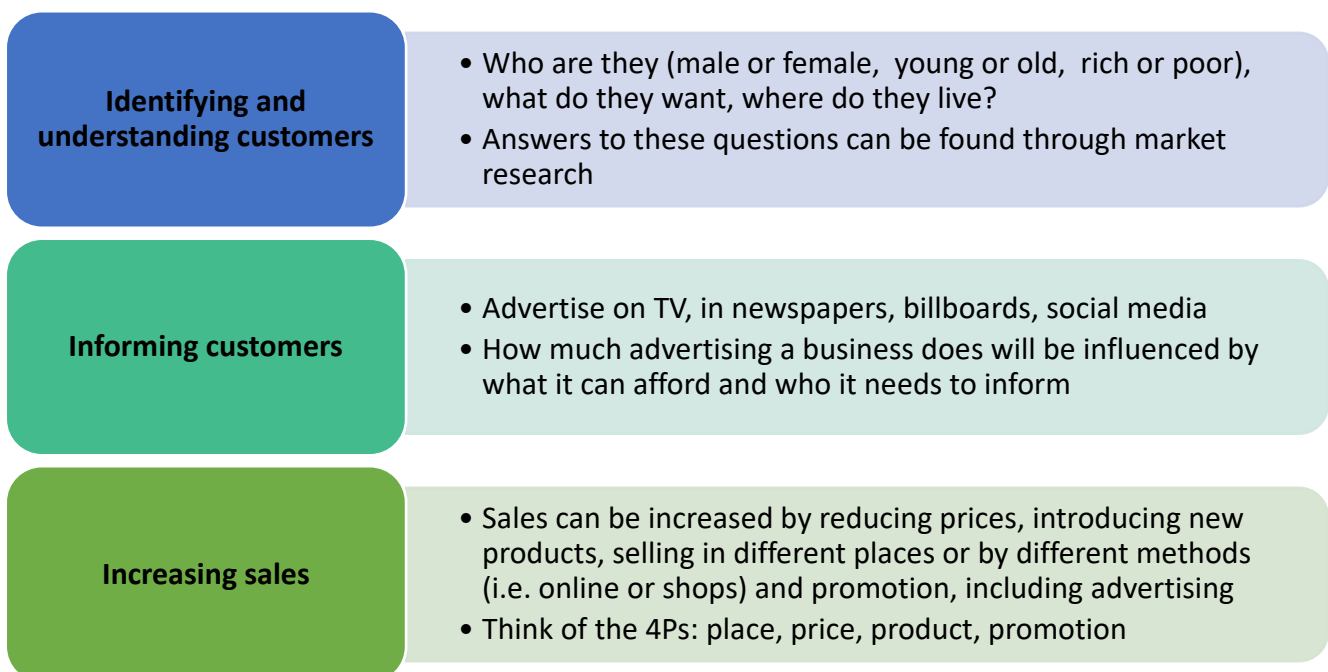 Identifying and
understanding customers
• Who are they (male or female,  young or old,  rich or poor),
what do they want, where do they live?
• Answers to these questions can be found through market
research
Informing customers
• Advertise on TV, in newspapers, billboards, social media
• How much advertising a business does will be influenced by
what it can afford and who it needs to inform
Increasing sales
• Sales can be increased by reducing prices, introducing new
products, selling in different places or by different methods
(i.e. online or shops) and promotion, including advertising
• Think of the 4Ps: place, price, product, promotion